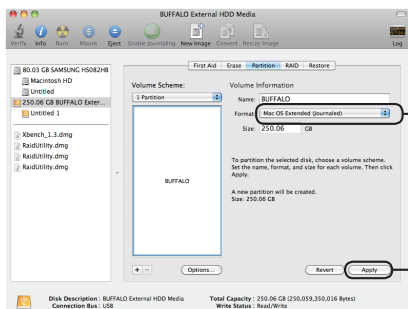 BUFFALO External HDD Media
Verify Info Burn Mount Eject Enable Journaling New Image Convert Resize Image Log
80.03 GB SAMSUNG HS082HB
Macintosh HD
Untitled
250.06 GB BUFFALO Exter...
Untitled 1
Xbench_1.3.dmg
RaidUtility.dmg
RaidUtility.dmg
RaidUtility.dmg
First Aid Erase Partition RAID Restore
Volume Scheme:
1 Partition
BUFFALO
+ − Options...
Volume Information
Name: BUFFALO
Format: Mac OS Extended (Journaled)
Size: 250.06 GB
To partition the selected disk, choose a volume scheme.
Set the name, format, and size for each volume. Then click
Apply.
A new partition will be created.
Size: 250.06 GB
Revert Apply
Disk Description : BUFFALO External HDD Media
Connection Bus : USB
Total Capacity : 250.06 GB (250,059,350,016 Bytes)
Write Status : Read/Write